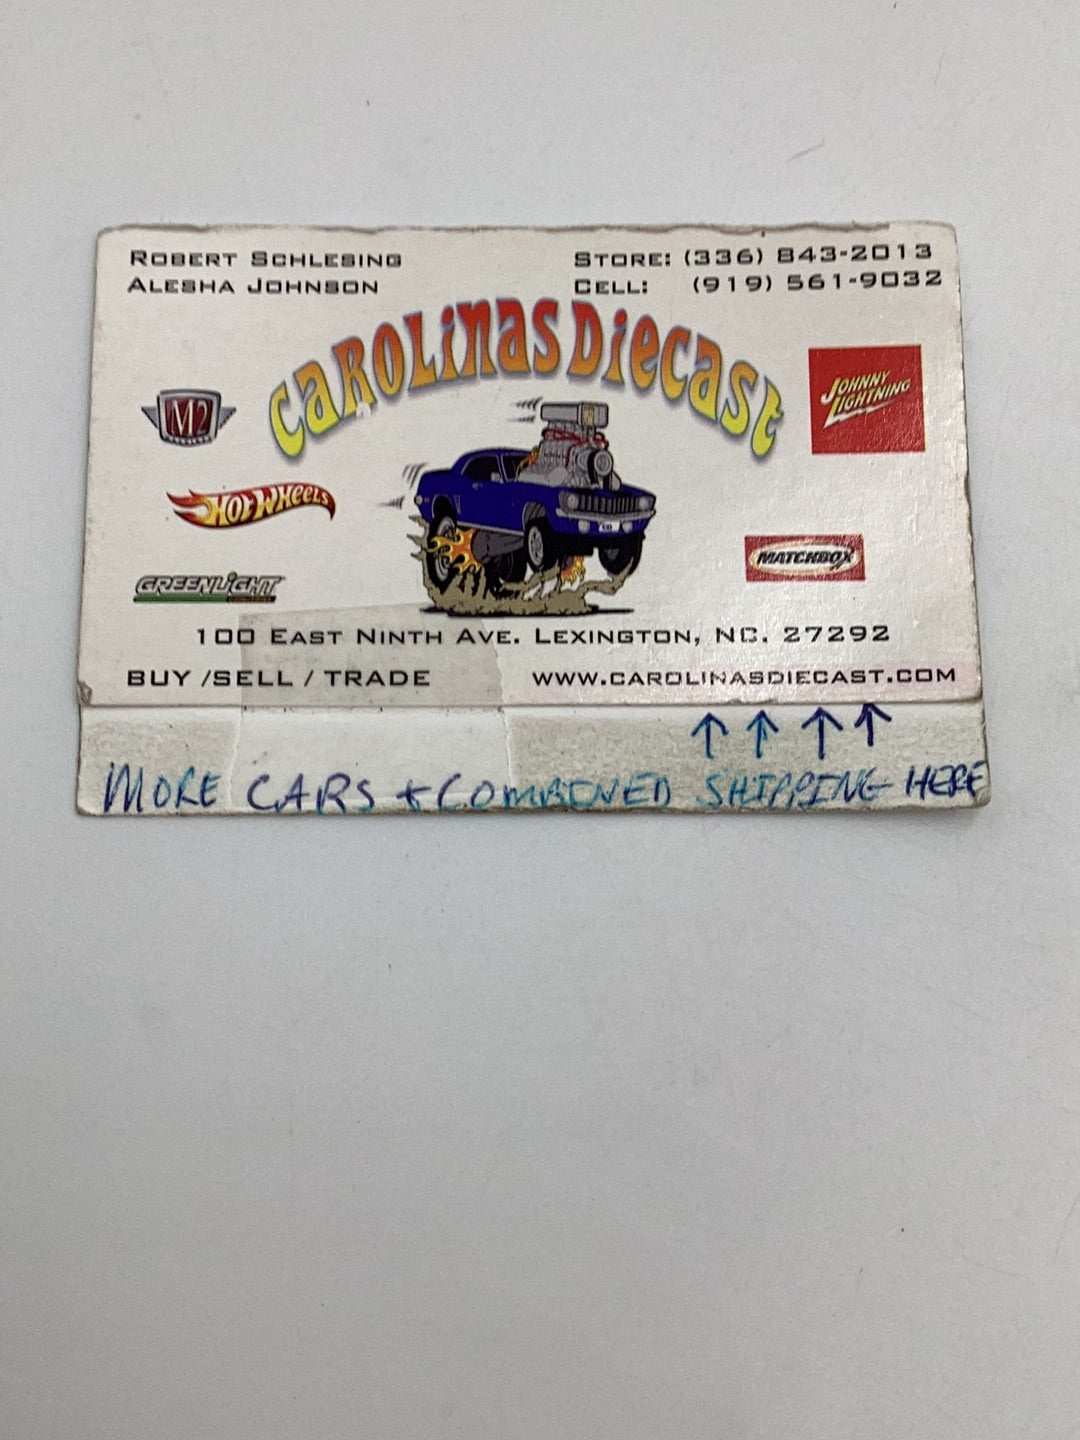 ROBERT SCHLESING
ALESHA JOHNSON
STORE: (336) 843-2013
CELL: (919) 561-9032
CAROLiNas DiecasT
M2
JOHNNY
LIGHTNING
HOT WHEELS
MATCHBOX
GREENLiGHT
100 EAST NINTH AVE. LEXINGTON, NC. 27292
BUY /SELL / TRADE
WWW.CAROLINASDIECAST.COM
MORE CARS + COMBINED SHIPPING HERE